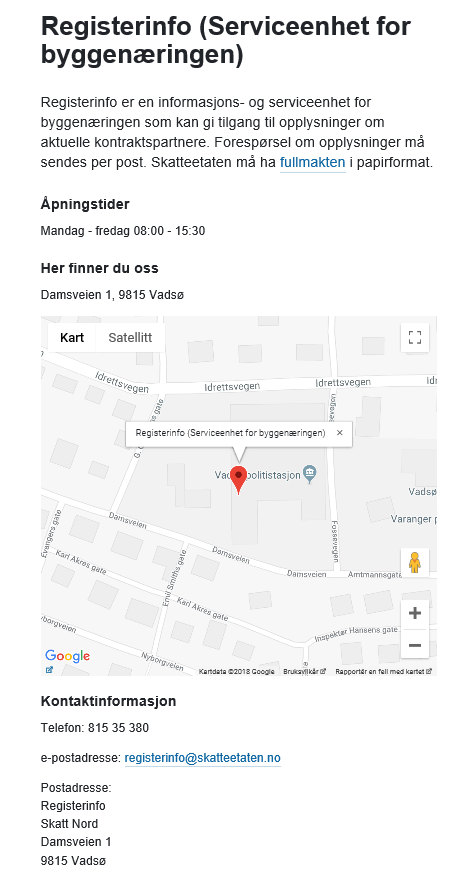 Registerinfo (Serviceenhet for
byggenæringen)
Registerinfo er en informasjons- og serviceenhet for
byggenæringen som kan gi tilgang til opplysninger om
aktuelle kontraktspartnere. Forespørsel om opplysninger må
sendes per post. Skatteetaten må ha fullmakten i papirformat.
Åpningstider
Mandag - fredag 08:00 - 15:30
Her finner du oss
Damsveien 1, 9815 Vadsø
Kart Satellitt
Idrettsvegen
Idrettsvegen
Idrettsvegen
Registerinfo (Serviceenhet for byggenæringen) ×
politistasjon
Vadsø
Varanger
Evangers gate
Damsveien
Damsveien
Damsveien
Fossevegen
Amtmannsgate
Karl Akres gate
Emil Smiths gate
Karl Akres gate
Inspektør Hansens gate
Nyborgveien
Google
Kartdata ©2018 Google Bruksvilkår Rapportér en feil med kartet
Kontaktinformasjon
Telefon: 815 35 380
e-postadresse: registerinfo@skatteetaten.no
Postadresse:
Registerinfo
Skatt Nord
Damsveien 1
9815 Vadsø